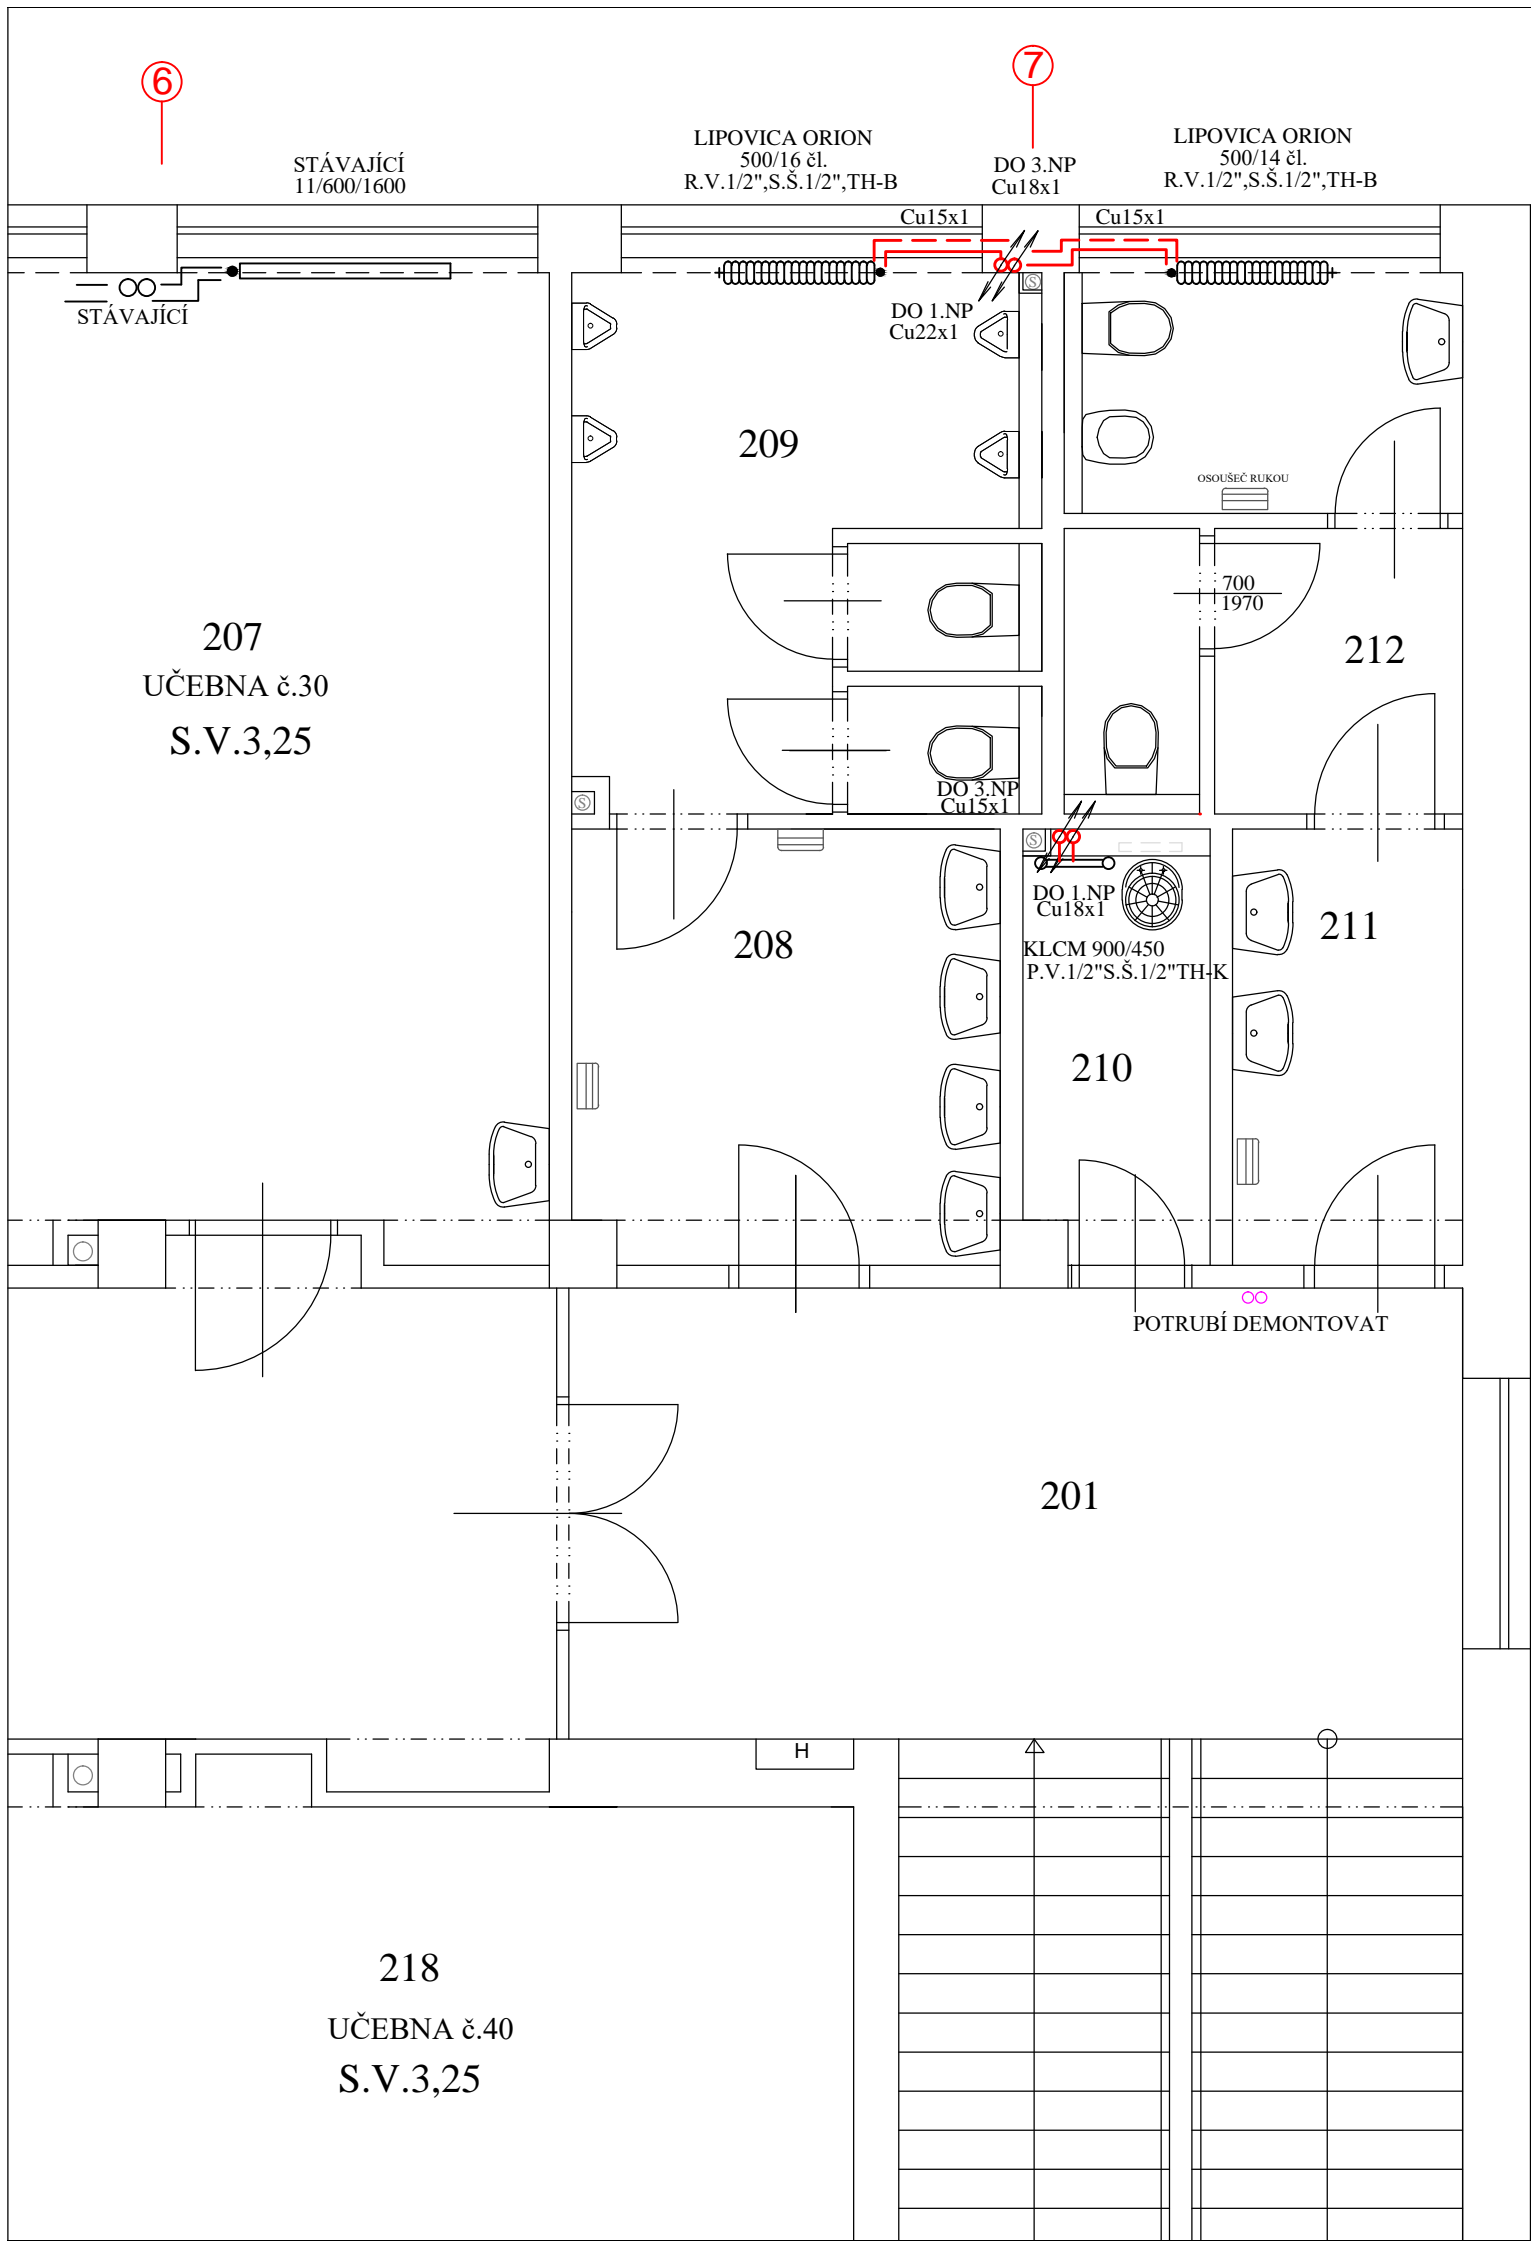 6
7
STÁVAJÍCÍ
11/600/1600
LIPOVICA ORION
500/16 čl.
R.V.1/2",S.Š.1/2",TH-B
DO 3.NP
Cu18x1
LIPOVICA ORION
500/14 čl.
R.V.1/2",S.Š.1/2",TH-B
Cu15x1
Cu15x1
STÁVAJÍCÍ
S
DO 1.NP
Cu22x1
209
OSOUŠEČ RUKOU
700
1970
212
207
UČEBNA č.30
S.V.3,25
DO 3.NP
Cu15x1
S
S
DO 1.NP
Cu18x1
208
KLCM 900/450
P.V.1/2"S.Š.1/2"TH-K
211
210
POTRUBÍ DEMONTOVAT
201
H
218
UČEBNA č.40
S.V.3,25